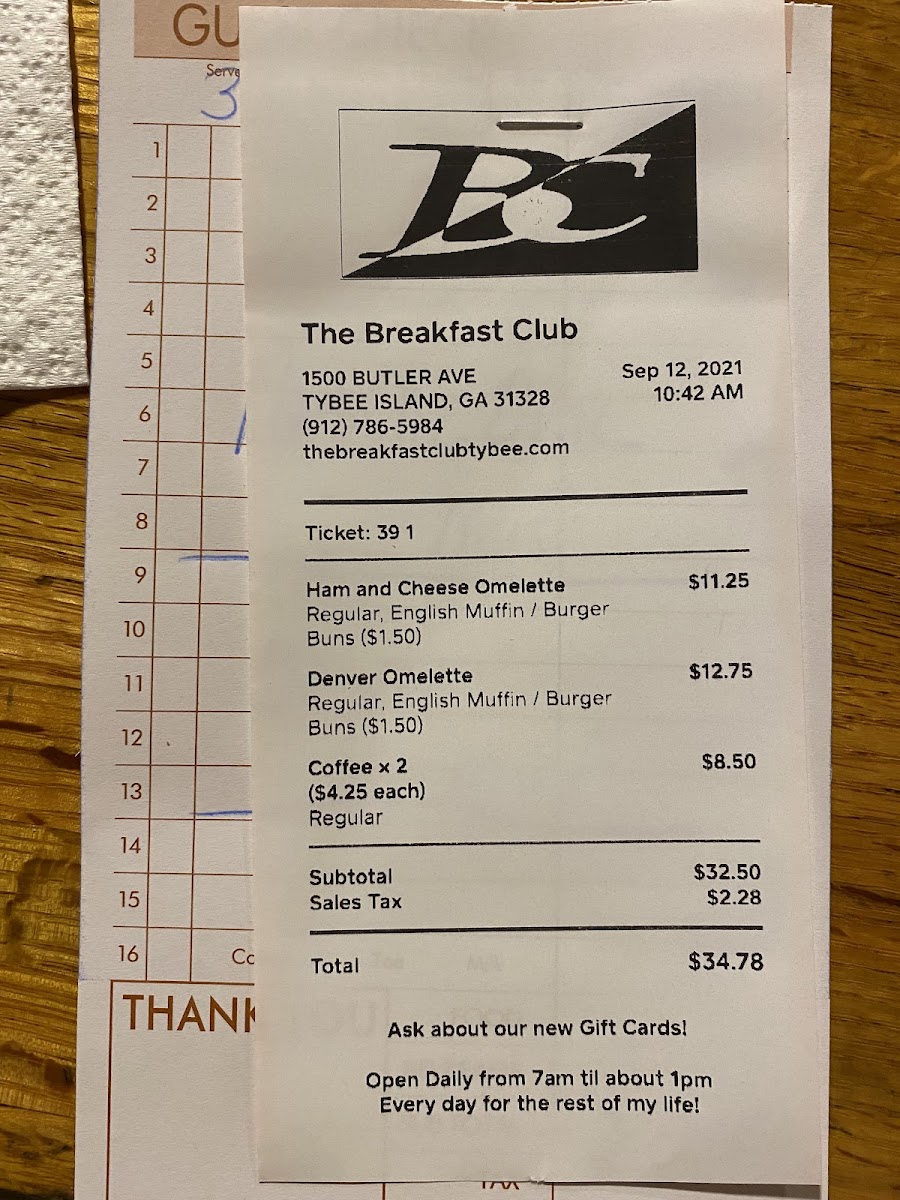 GU
Serve
3
1
2
3
4
5
6
7
8
9
10
11
12
13
14
15
16
Co
THANK
BC
The Breakfast Club
1500 BUTLER AVE
Sep 12, 2021
TYBEE ISLAND, GA 31328
10:42 AM
(912) 786-5984
thebreakfastclubtybee.com
Ticket: 39 1
Ham and Cheese Omelette $11.25
Regular, English Muffin / Burger
Buns ($1.50)
Denver Omelette $12.75
Regular, English Muffin / Burger
Buns ($1.50)
Coffee x 2 $8.50
($4.25 each)
Regular
Subtotal $32.50
Sales Tax $2.28
Total $34.78
Ask about our new Gift Cards!
Open Daily from 7am til about 1pm
Every day for the rest of my life!
TAX